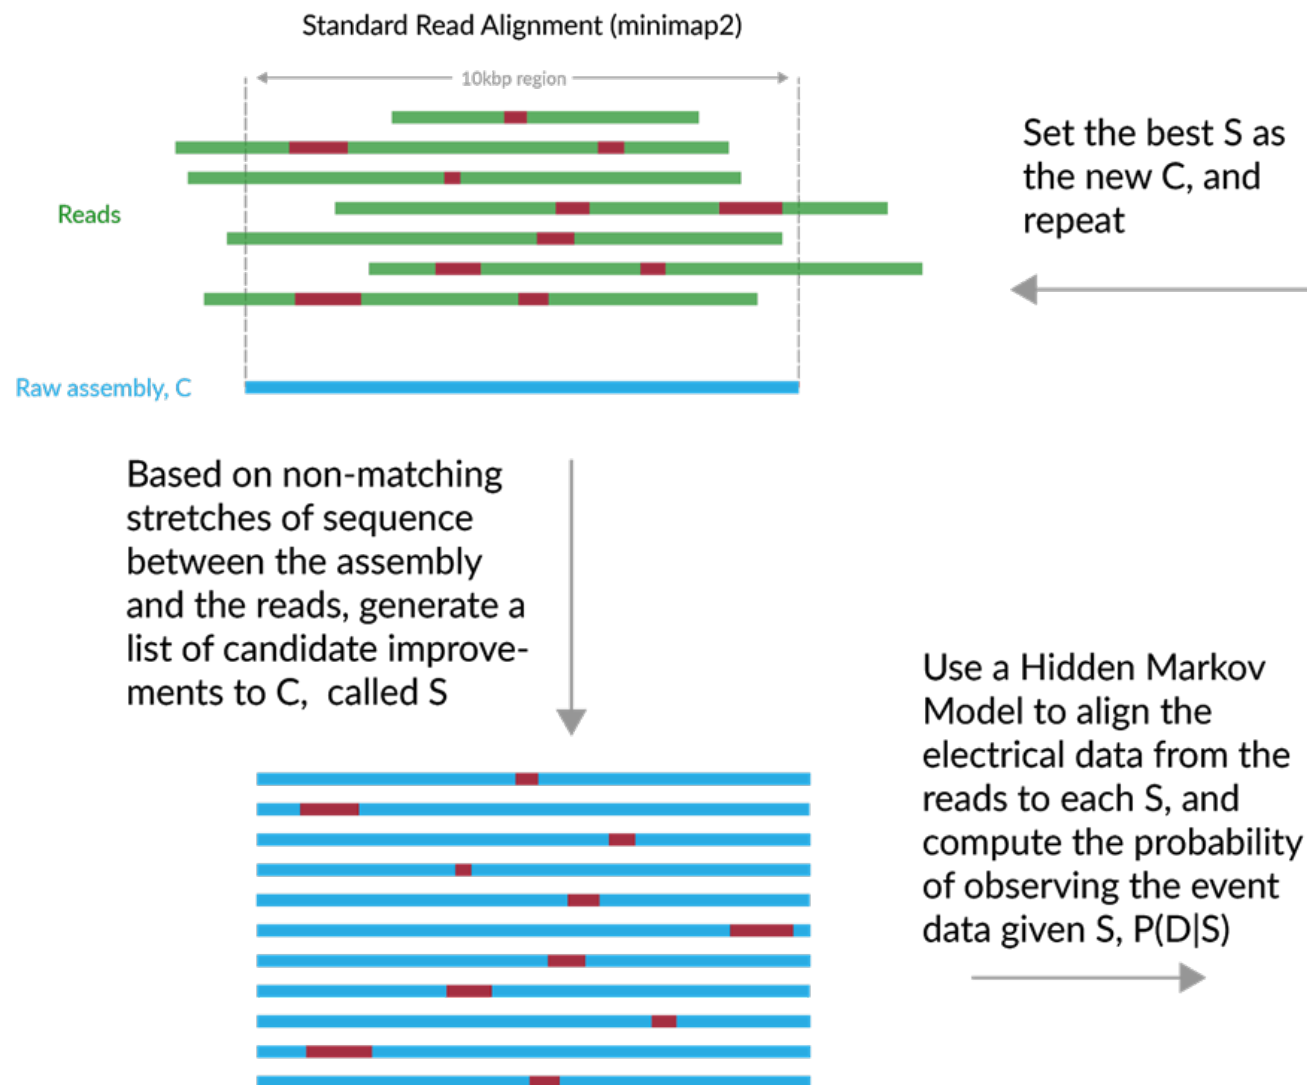 Standard Read Alignment (minimap2)
10kbp region
Set the best S as
the new C, and
repeat
Reads
Raw assembly, C
Based on non-matching
stretches of sequence
between the assembly
and the reads, generate a
list of candidate improve-
ments to C, called S
Use a Hidden Markov
Model to align the
electrical data from the
reads to each S, and
compute the probability
of observing the event
data given S, P(D|S)